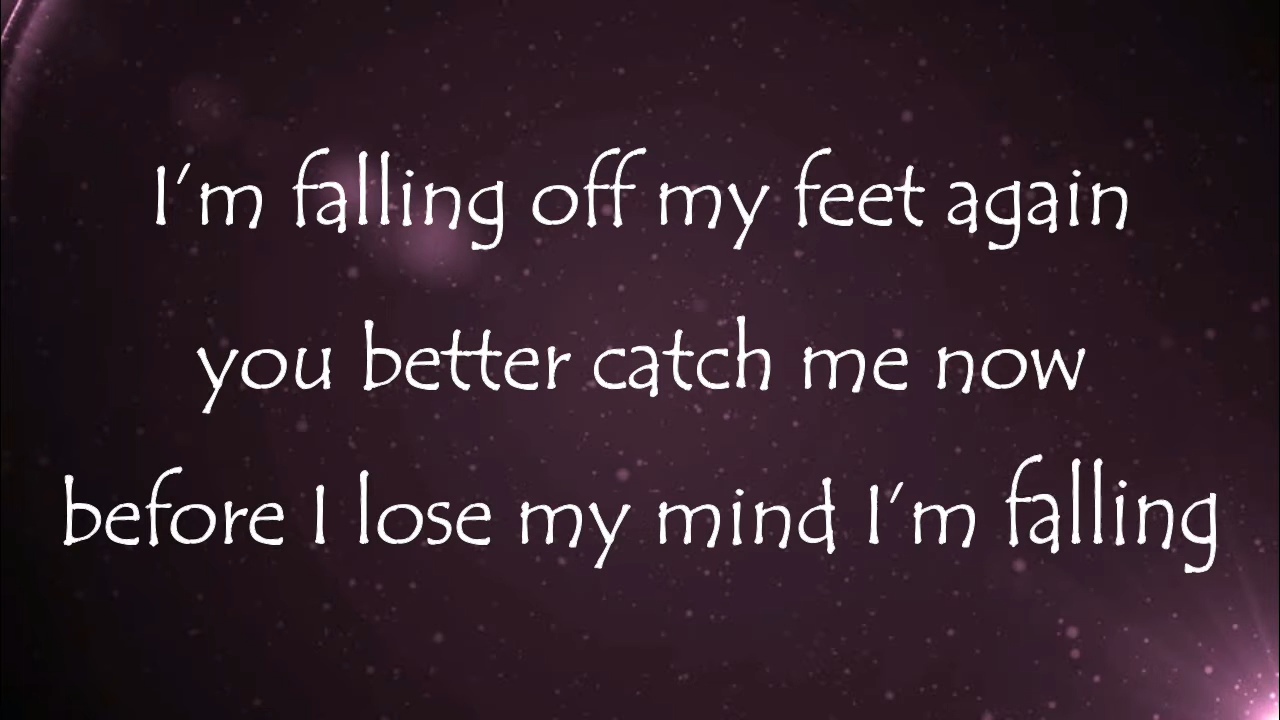 I'm falling off my feet again
you better catch me now
before I lose my mind I'm falling